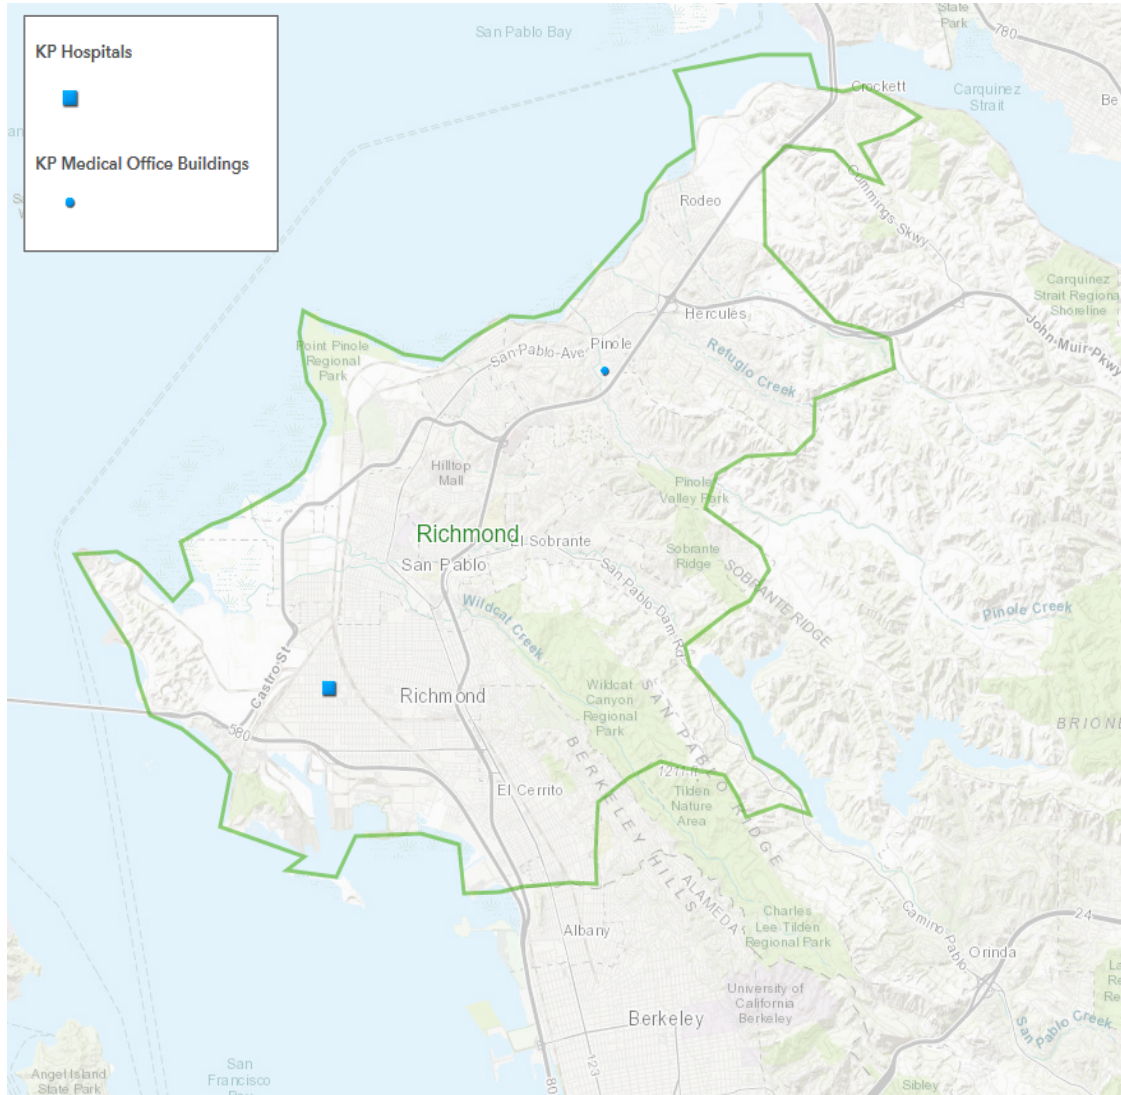 KP Hospitals
KP Medical Office Buildings
San Pablo Bay
State
Park
780
Crockett
Carquinez
Strait
Be
Cummings Skwy
Rodeo
Carquinez
Strait Regional
Shoreline
Hercules
John Muir Pkwy
Point Pinole
Regional
Park
San Pablo Ave
Pinole
Refugio Creek
Hilltop
Mall
Pinole
Valley Park
Richmond
El Sobrante
San Pablo
Sobrante
Ridge
SOBRANTE RIDGE
San Pablo Dam Rd
Wildcat Creek
Pinole Creek
Castro St
Richmond
Wildcat
Canyon
Regional
Park
SAN PABLO RIDGE
BRION
580
BERKELEY HILLS
1211 ft
El Cerrito
Tilden
Nature
Area
ALAMEDA
Charles
Lee Tilden
Regional Park
Camino Pablo
24
Albany
Orinda
La
Re
Re
University of
California
Berkeley
Berkeley
San Pablo Creek
San
Francisco
Angel Island
State Park
80
123
Sibley